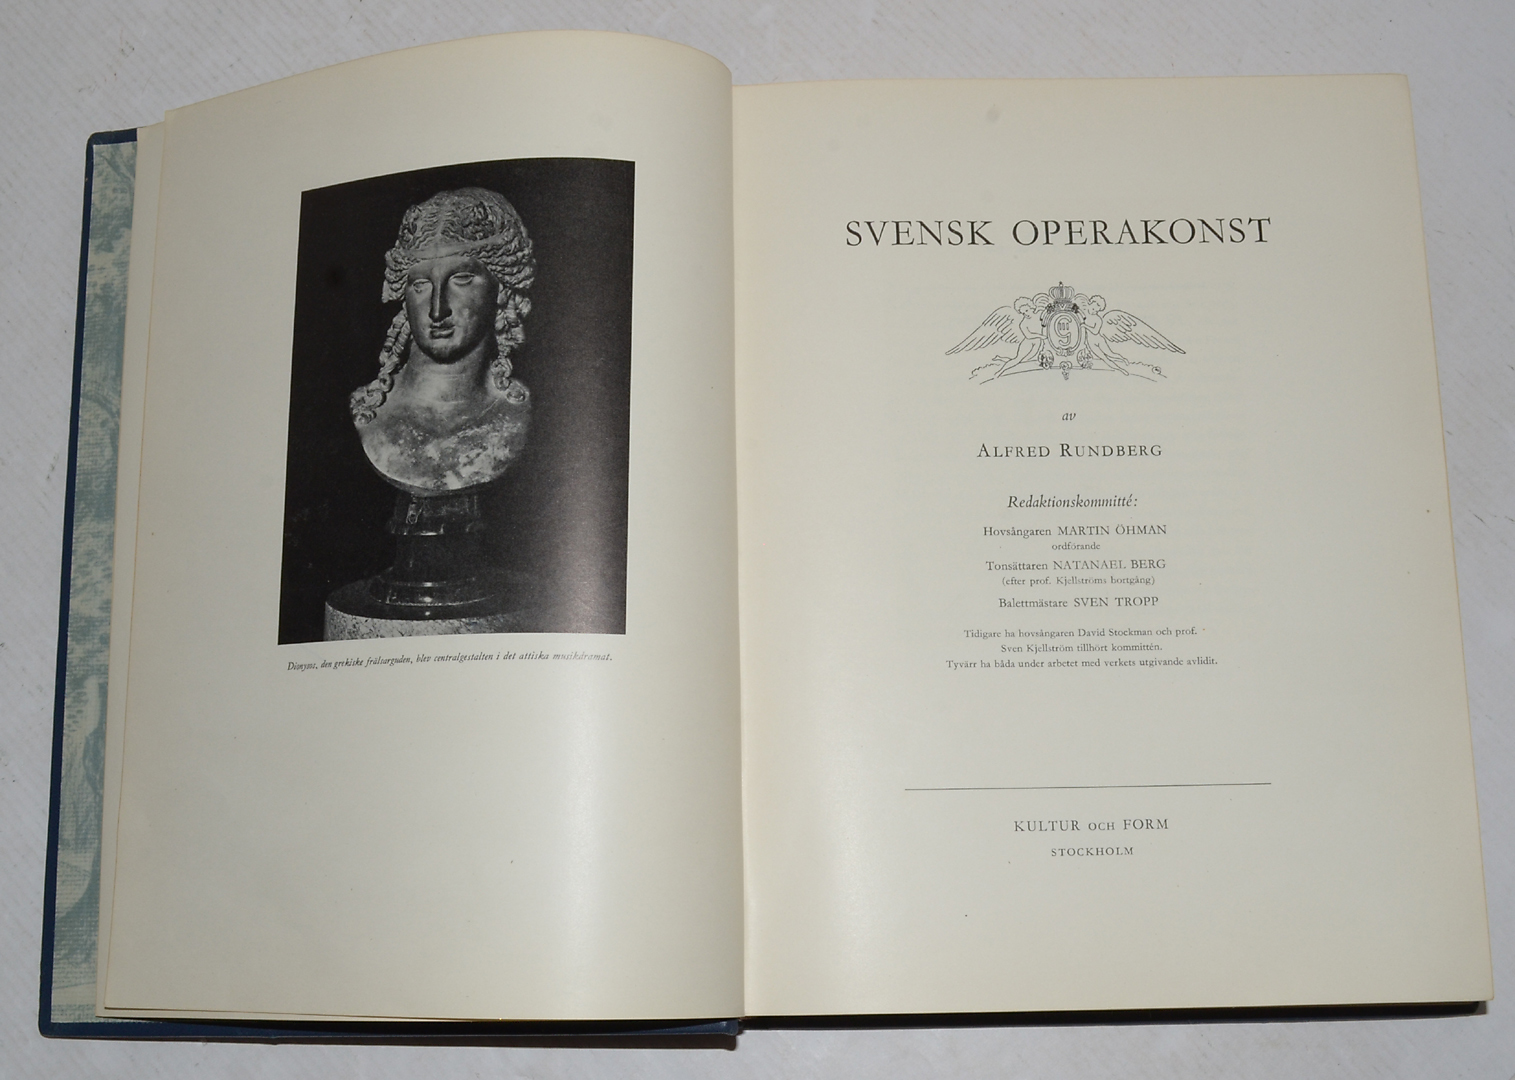 Dionysos, den grekiske frälsarguden, blev centralgestalten i det attiska musikdramat.
SVENSK OPERAKONST
G III
av
ALFRED RUNDBERG
Redaktionskommitté:
Hovsångaren MARTIN ÖHMAN
ordförande
Tonsättaren NATANAEL BERG
(efter prof. Kjellströms bortgång)
Balettmästare SVEN TROPP
Tidigare ha hovsångaren David Stockman och prof.
Sven Kjellström tillhört kommittén.
Tyvärr ha båda under arbetet med verkets utgivande avlidit.
KULTUR OCH FORM
STOCKHOLM